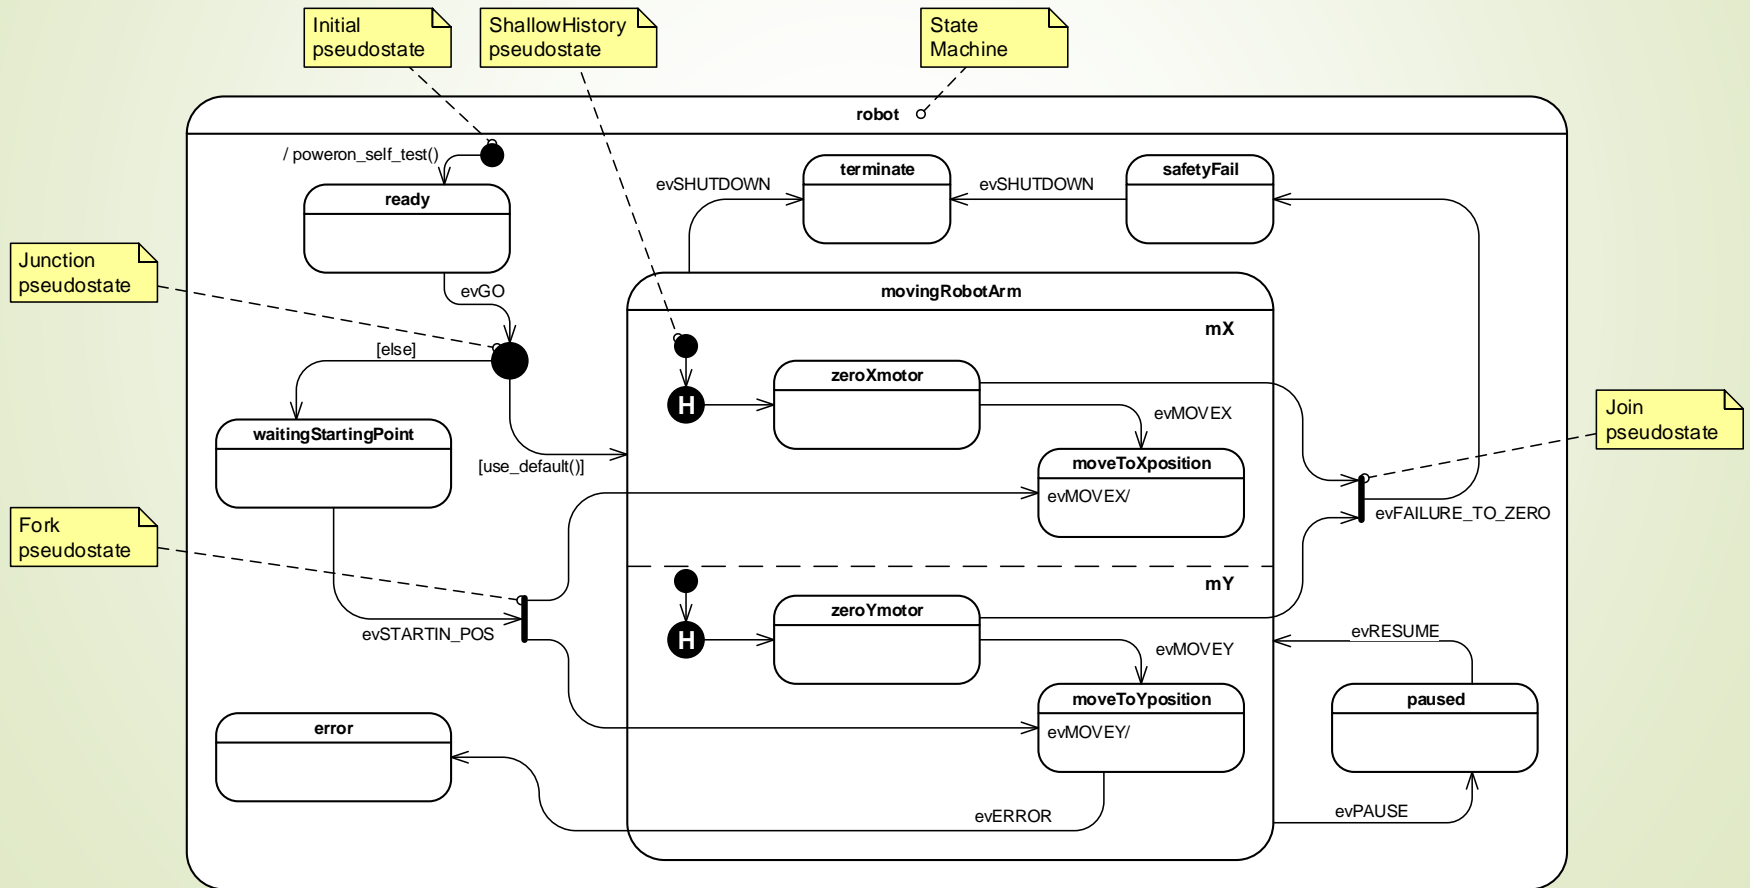 Initial
pseudostate
ShallowHistory
pseudostate
State
Machine
robot
/ poweron_self_test()
ready
evSHUTDOWN
terminate
evSHUTDOWN
safetyFail
Junction
pseudostate
evGO
movingRobotArm
mX
[else]
zeroXmotor
H
evMOVEX
Join
pseudostate
waitingStartingPoint
[use_default()]
moveToXposition
evMOVEX/
evFAILURE_TO_ZERO
Fork
pseudostate
mY
zeroYmotor
evSTARTIN_POS
H
evMOVEY
evRESUME
moveToYposition
evMOVEY/
paused
error
evERROR
evPAUSE